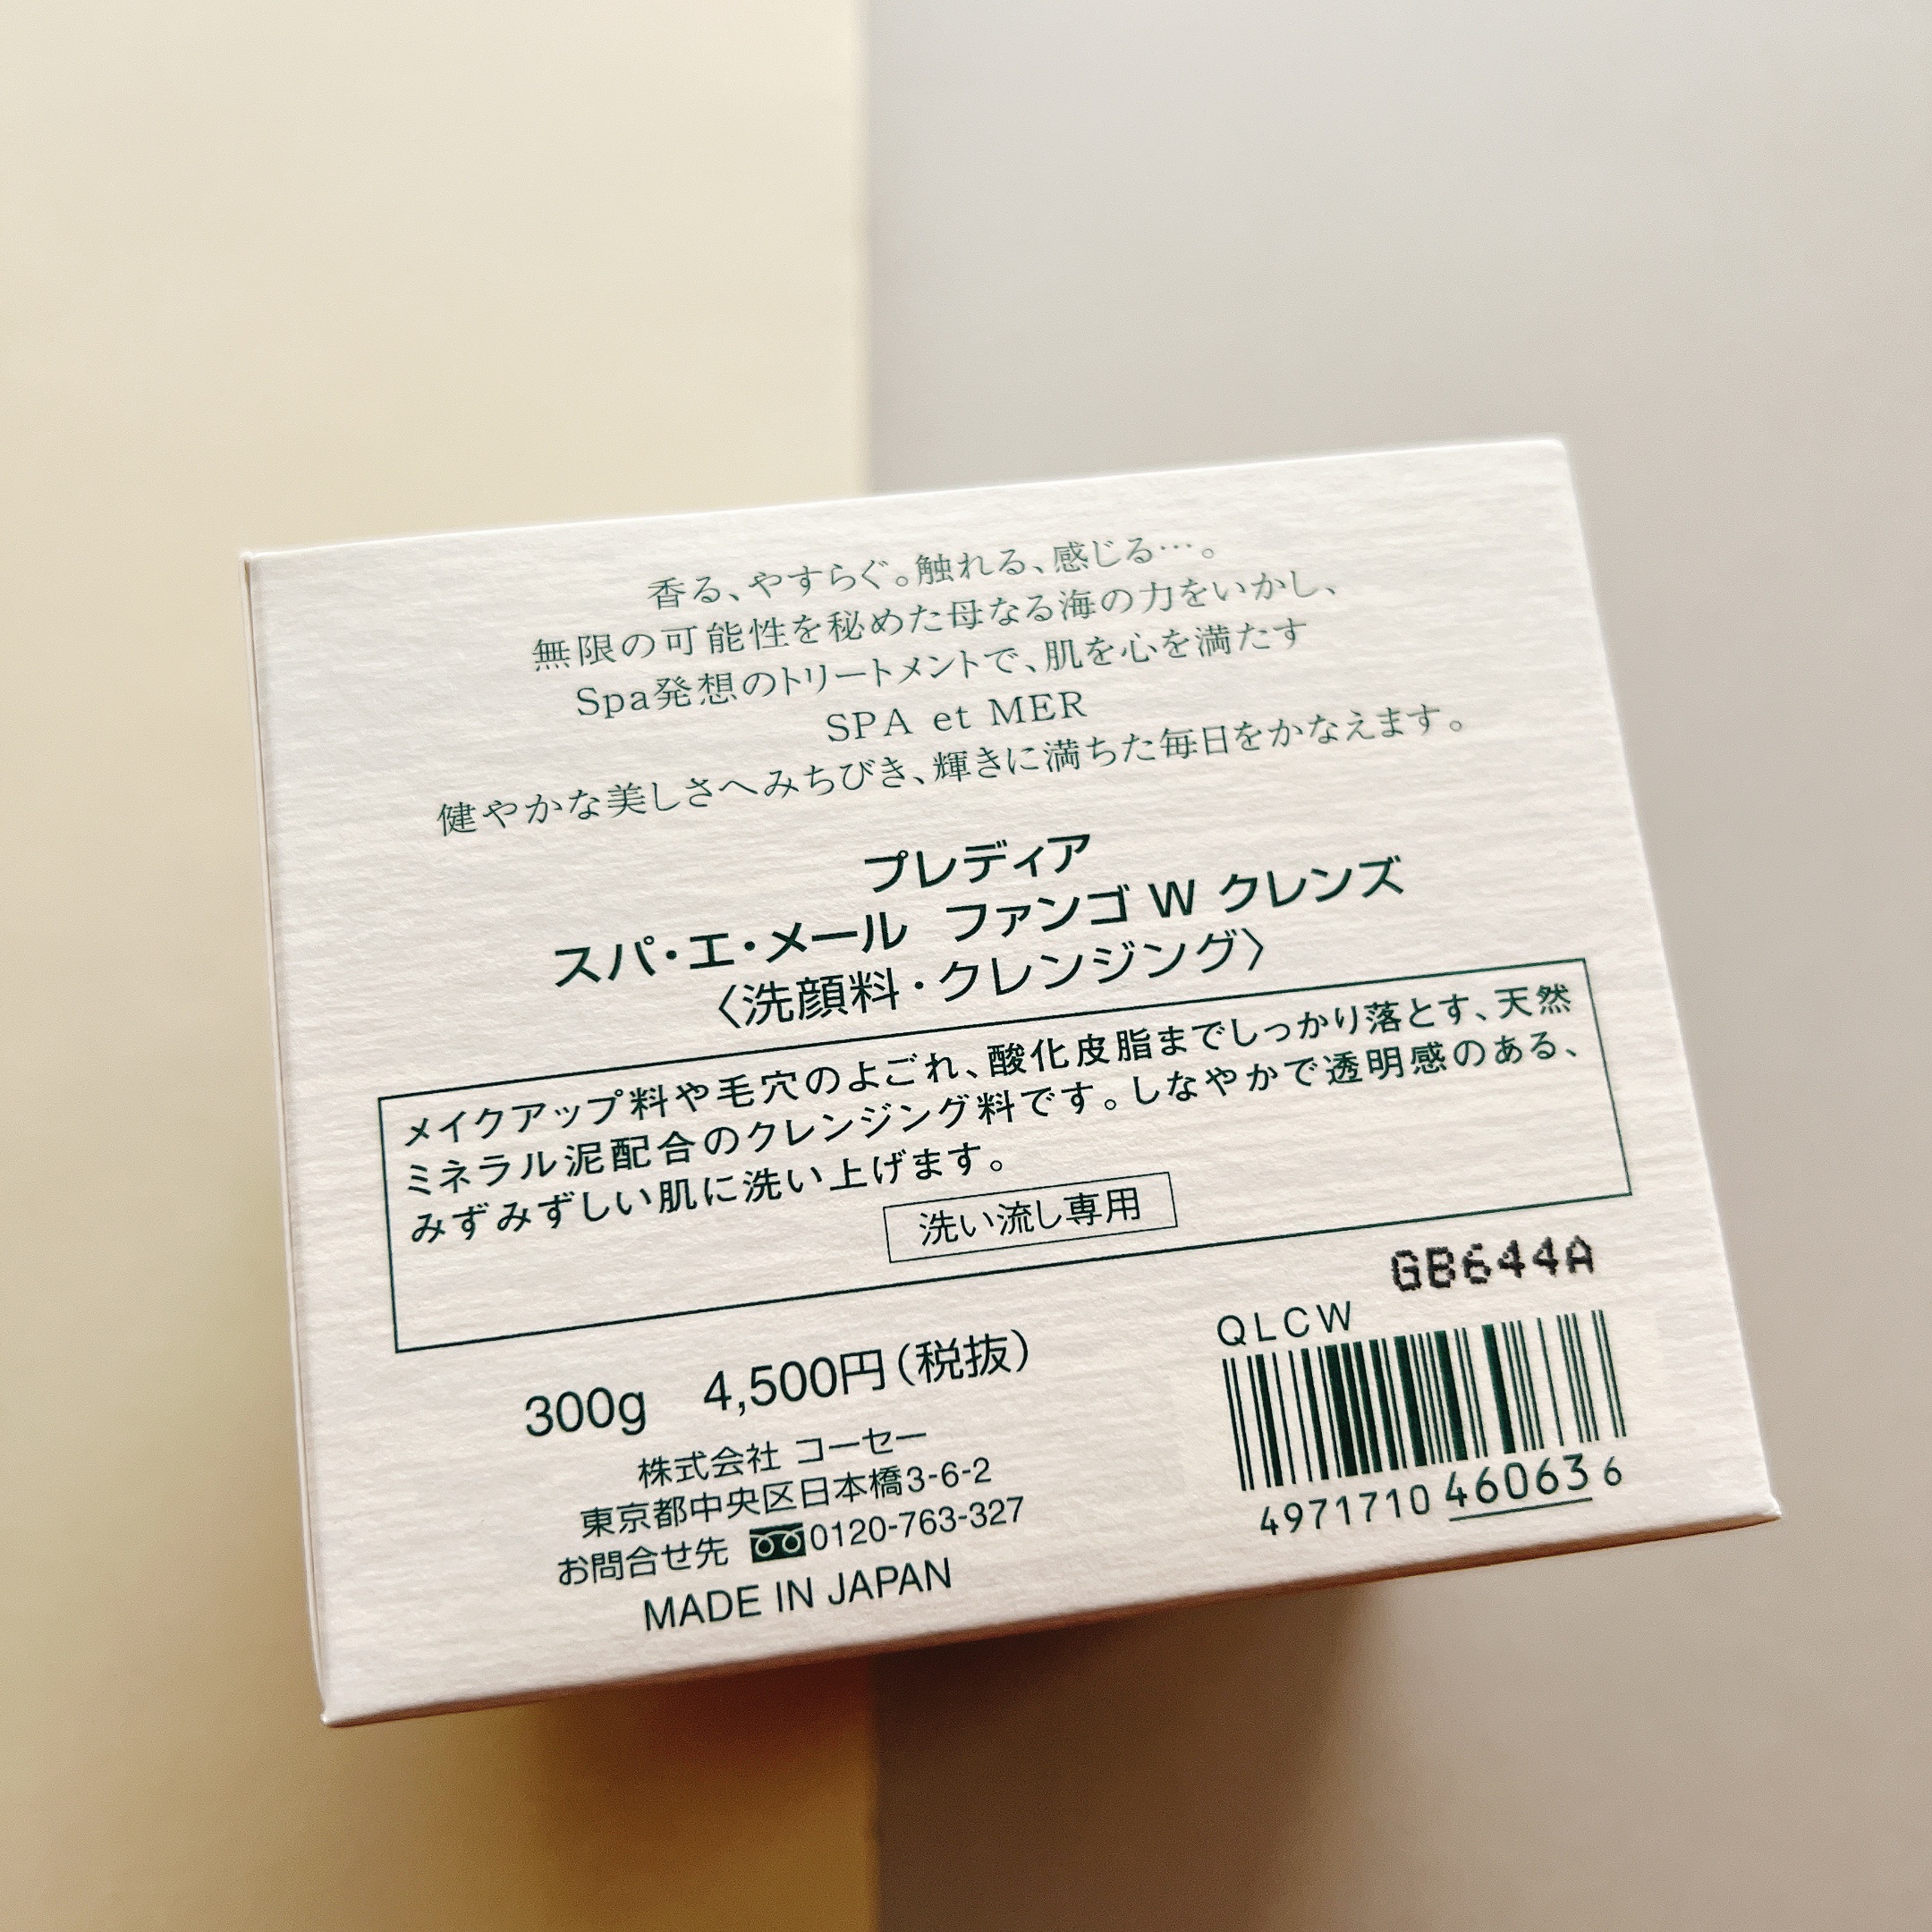 香る、やすらぐ。触れる、感じる…。
無限の可能性を秘めた母なる海の力をいかし、
Spa発想のトリートメントで、肌を心を満たす
SPA et MER
健やかな美しさへみちびき、輝きに満ちた毎日をかなえます。
プレディア
スパ・エ・メール ファンゴ W クレンズ
〈洗顔料・クレンジング〉
メイクアップ料や毛穴のよごれ、酸化皮脂までしっかり落とす、天然
ミネラル泥配合のクレンジング料です。しなやかで透明感のある、
みずみずしい肌に洗い上げます。
洗い流し専用
GB644A
QLCW
300g 4,500円(税抜)
株式会社 コーセー
東京都中央区日本橋3-6-2
お問合せ先 0120-763-327
MADE IN JAPAN
4971710 460636